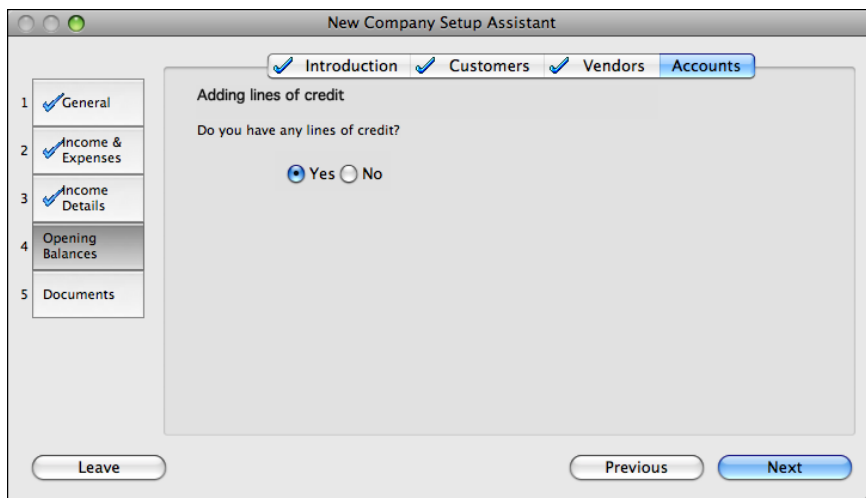 New Company Setup Assistant
Introduction Customers Vendors Accounts
1 General
2 Income &
Expenses
3 Income
Details
4 Opening
Balances
5 Documents
Adding lines of credit
Do you have any lines of credit?
Yes No
Leave Previous Next